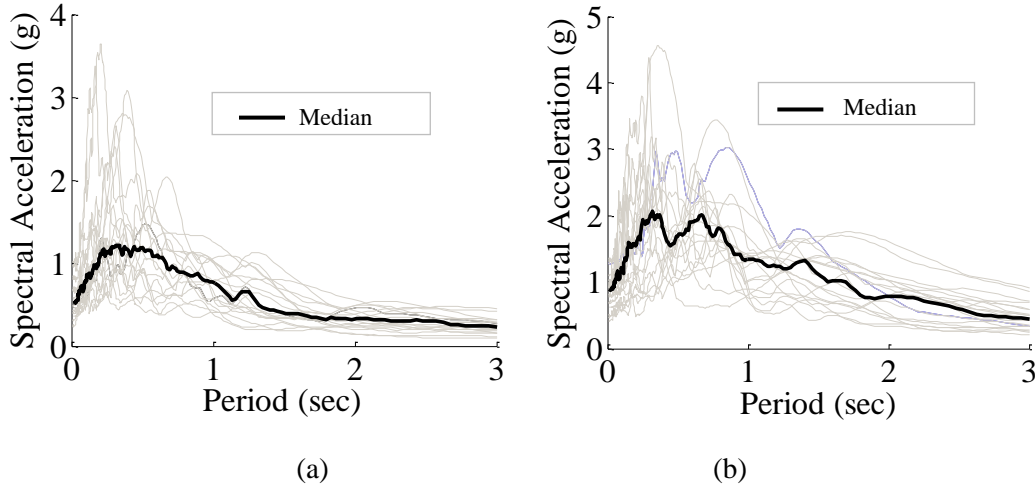 Spectral Acceleration (g)
4
3
2
1
0
Median
0 1 2 3
Period (sec)
(a)
Spectral Acceleration (g)
5
4
3
2
1
0
Median
0 1 2 3
Period (sec)
(b)